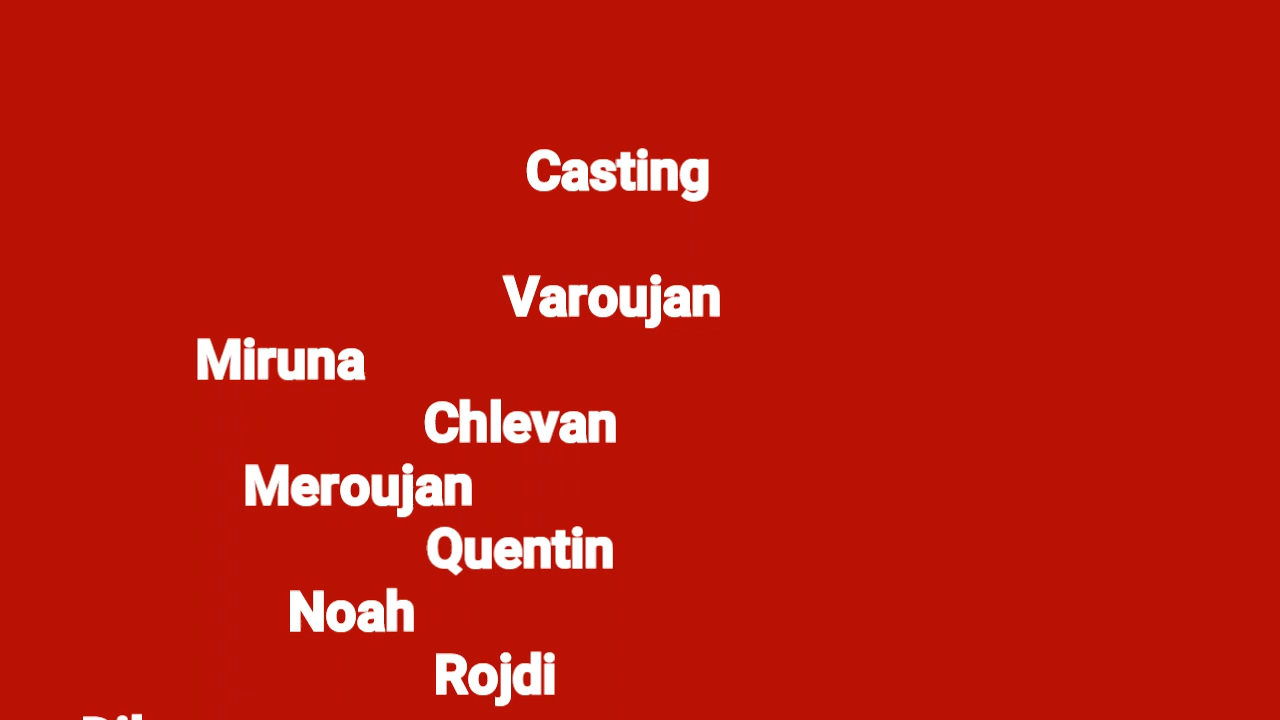 Casting
Varoujan
Miruna
Chlevan
Meroujan
Quentin
Noah
Rojdi